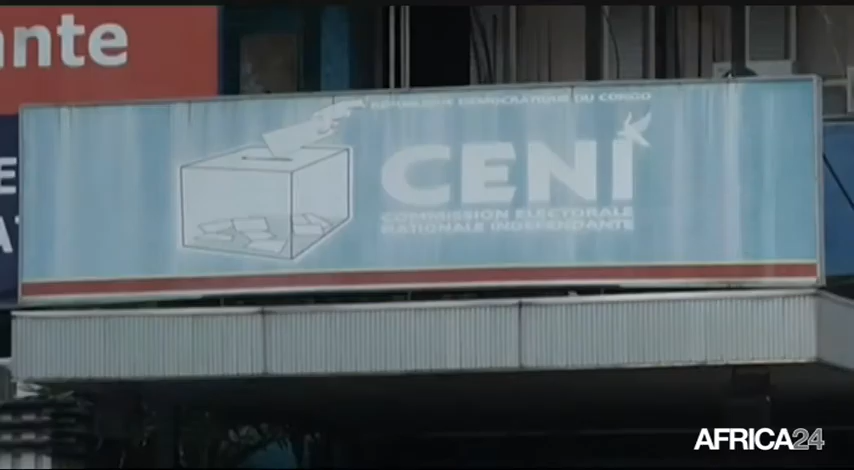 ante
RÉPUBLIQUE DÉMOCRATIQUE DU CONGO
CENI
COMMISSION ELECTORALE
NATIONALE INDEPENDANTE
E
AFRICA24